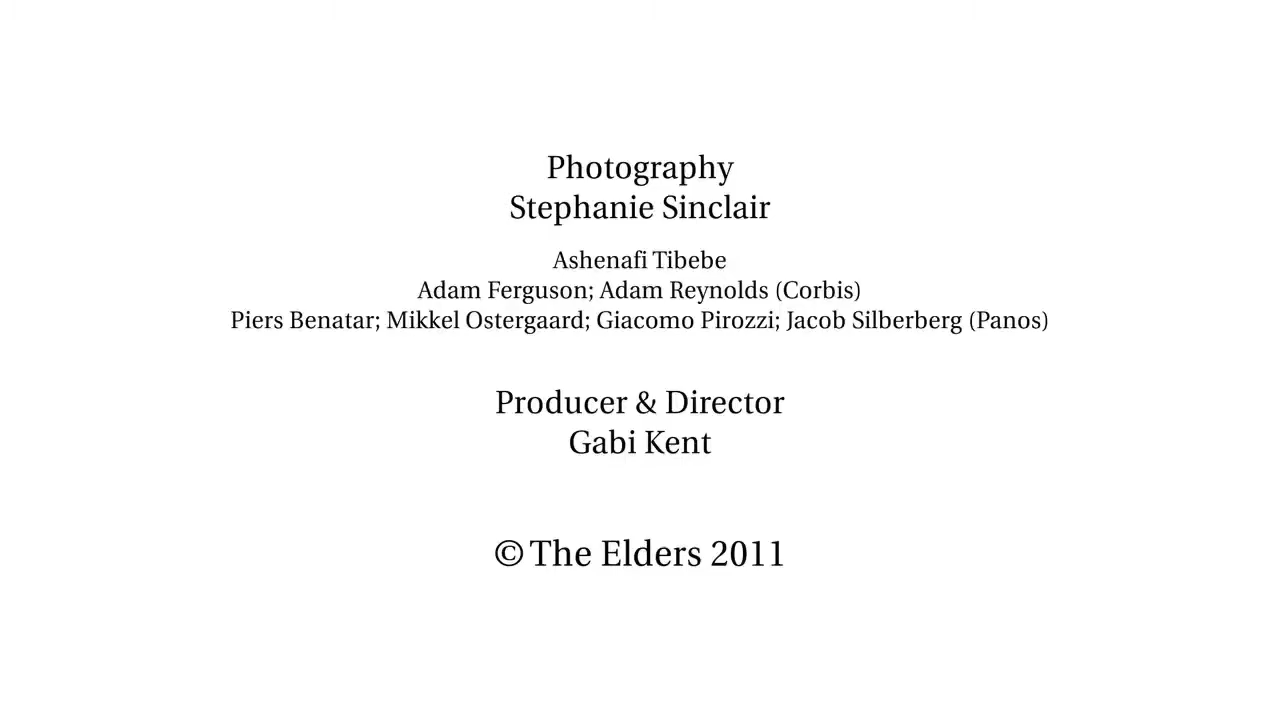 Photography
Stephanie Sinclair
Ashenafi Tibebe
Adam Ferguson; Adam Reynolds (Corbis)
Piers Benatar; Mikkel Ostergaard; Giacomo Pirozzi; Jacob Silberberg (Panos)
Producer & Director
Gabi Kent
© The Elders 2011